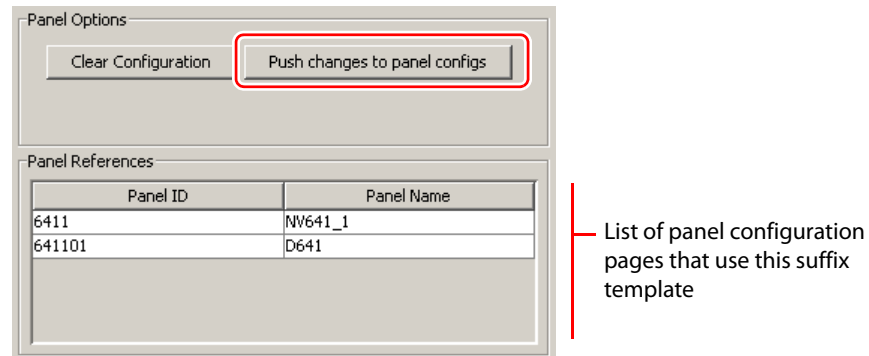 Panel Options
Clear Configuration Push changes to panel configs
Panel References
Panel ID Panel Name
6411 NV641_1
641101 D641
List of panel configuration
pages that use this suffix
template